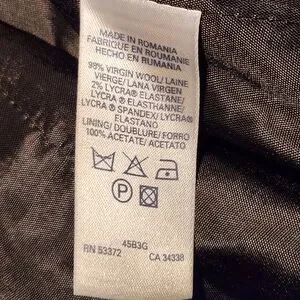 MADE IN ROMANIA
FABRIQUE EN ROUMANIE
HECHO EN RUMANIA
98% VIRGIN WOOL/ LAINE
VIERGE/ LANA VIRGEN
2% LYCRA® ELASTANE/
LYCRA ® ELASTHANNE/
LYCRA ® SPANDEX/ LYCRA®
ELASTANO
LINING/ DOUBLURE/ FORRO
100% ACETATE/ ACETATO
P
45B3G
RN 53372 CA 34338